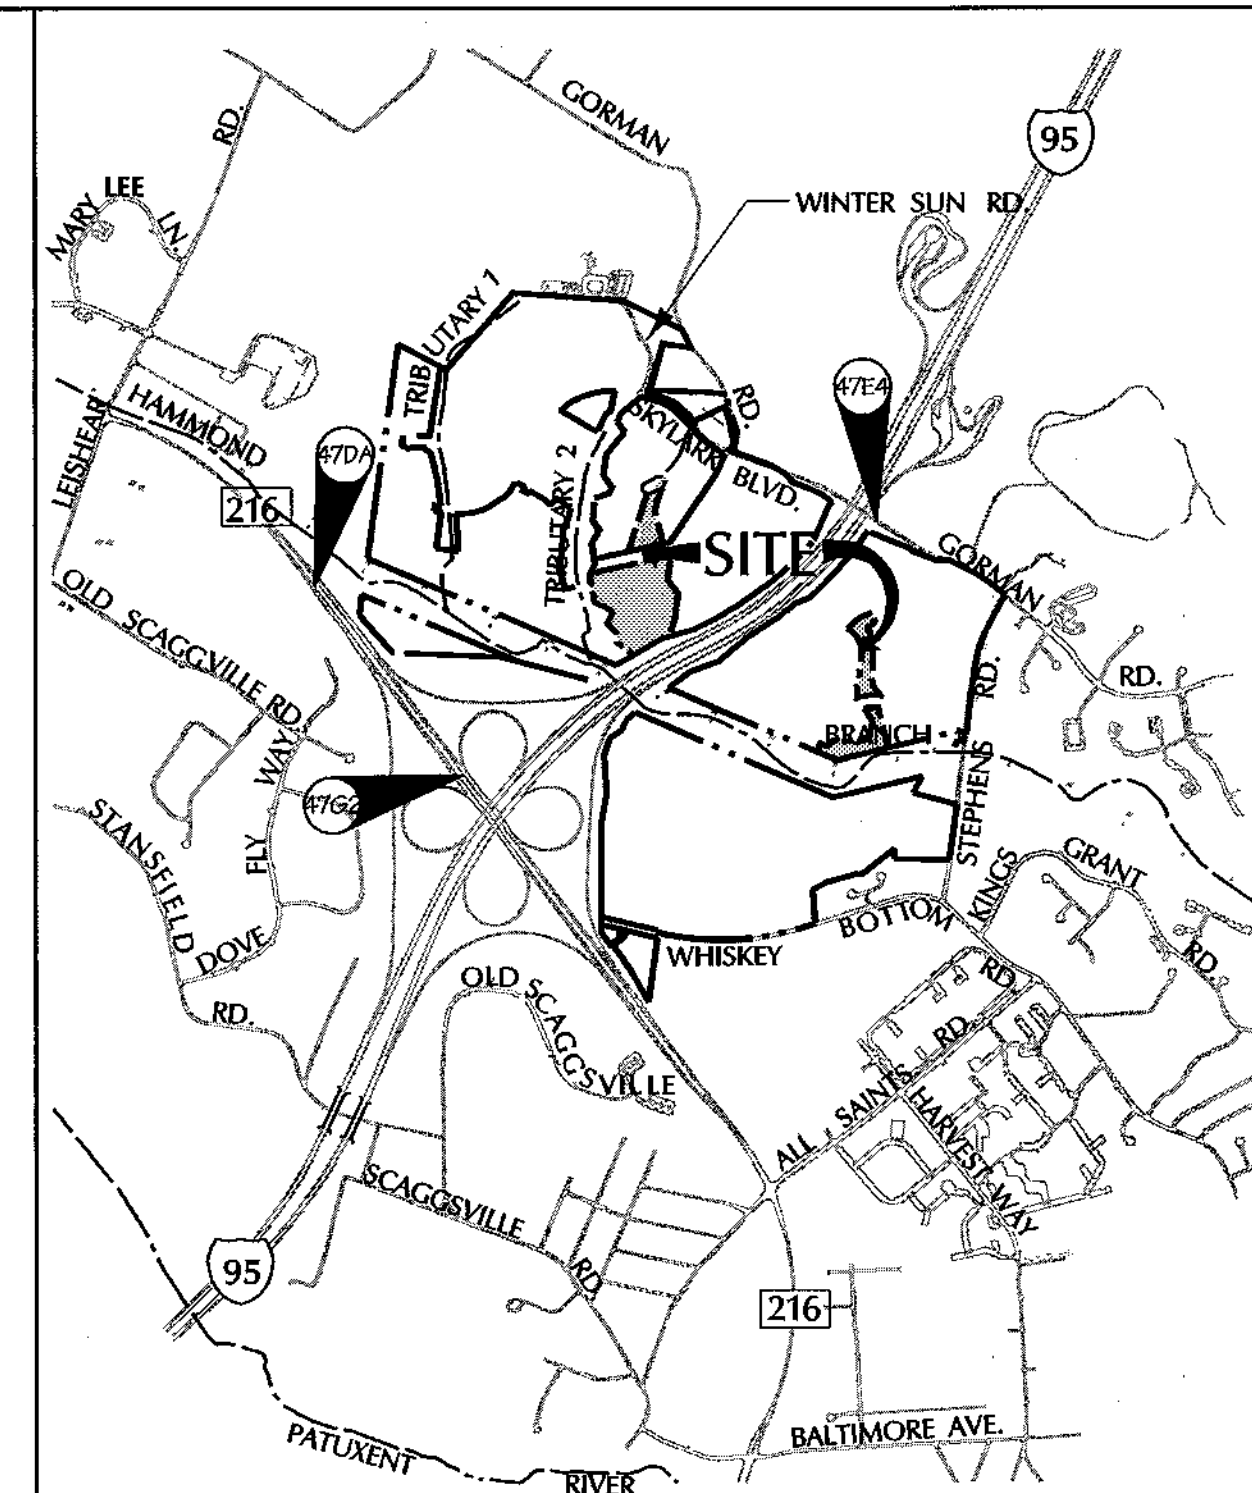 GORMAN
95
RD.
MARY LEE LN.
WINTER SUN RD.
TRIBUTARY 1
47E4
RD.
HAMMOND
LEISHEAR
47DA
216
SKYLARK BLVD.
TRIBUTARY 2
SITE
GORMAN
RD.
OLD SCAGGVILLE RD.
RD.
BRANCH
STEPHENS
FLY WAY
47G2
STANSFIELD
DOVE
RD.
KINGS GRANT
RD.
BOTTOM
WHISKEY
RD.
OLD SCAGGSVILLE
ALL SAINTS RD.
HARVEST WAY
SCAGGSVILLE
RD.
95
216
BALTIMORE AVE.
PATUXENT
RIVER